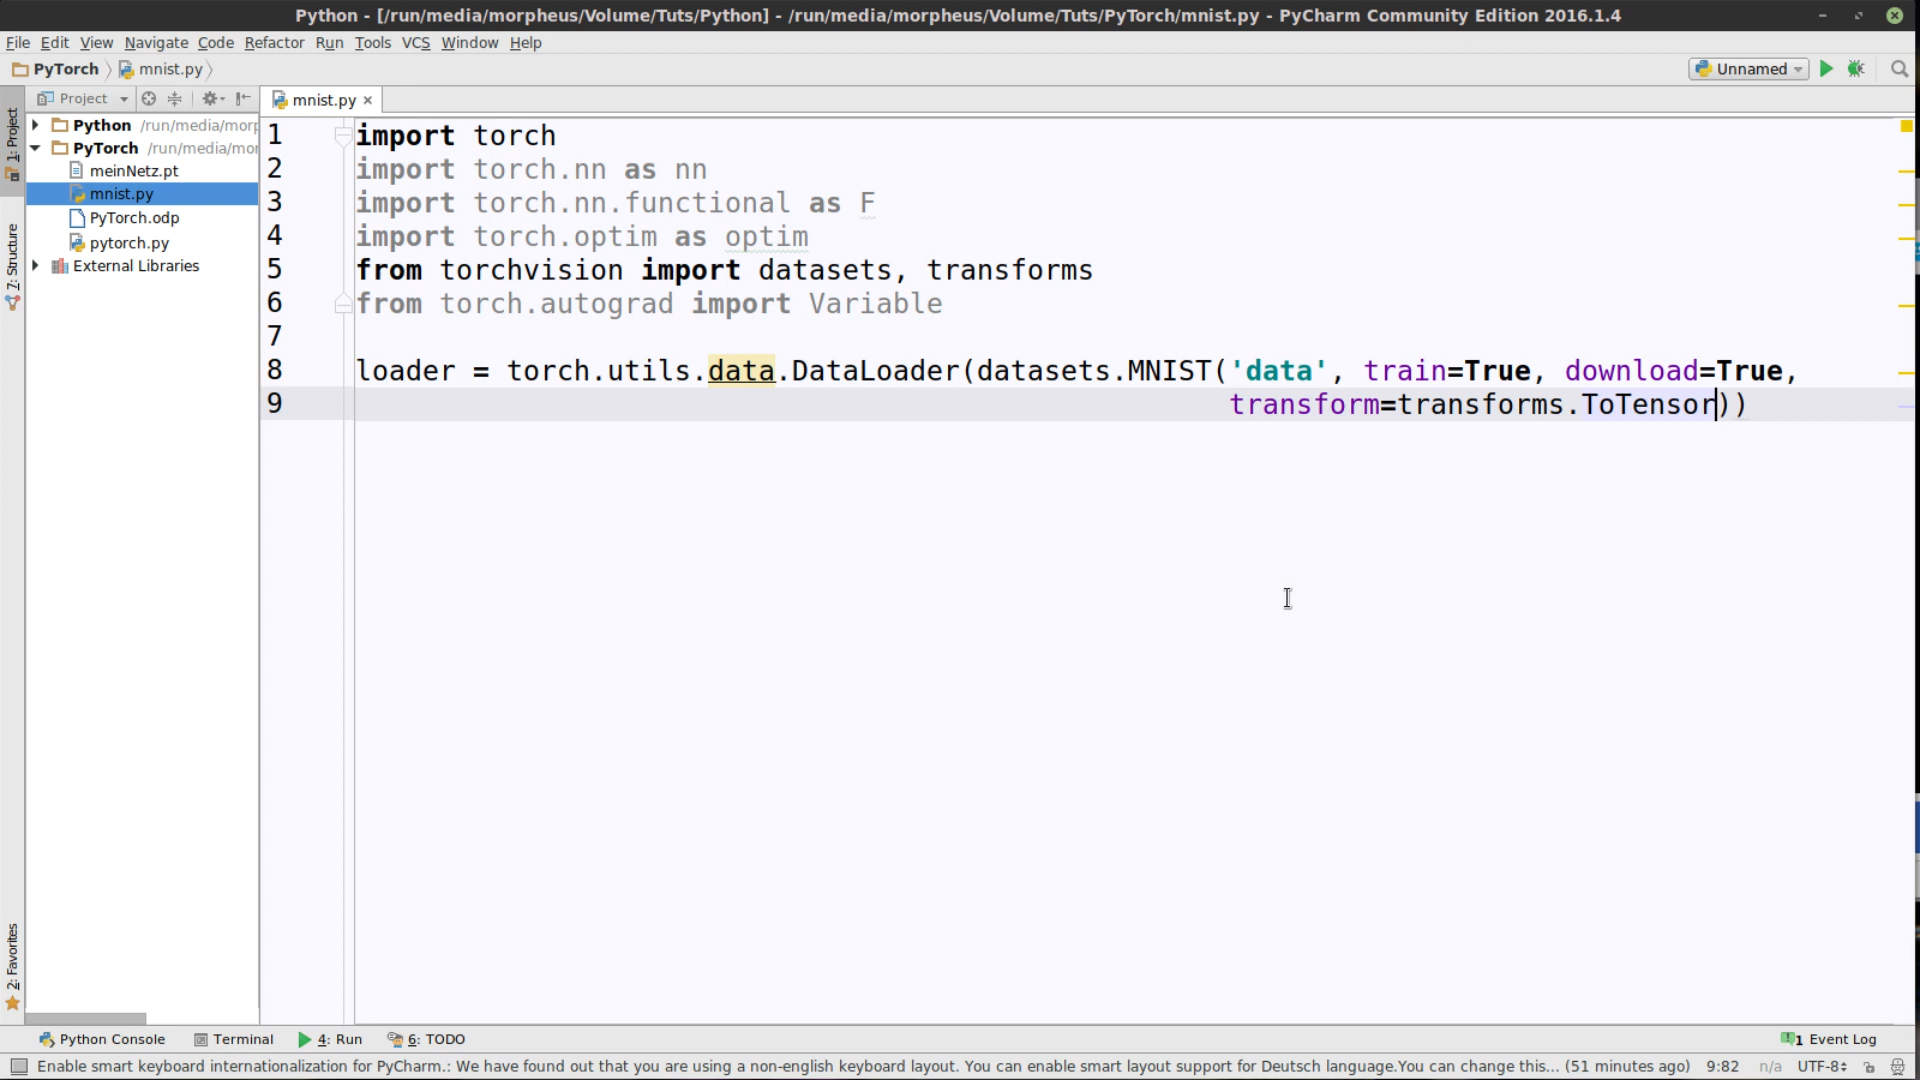 Python - [/run/media/morpheus/Volume/Tuts/Python] - /run/media/morpheus/Volume/Tuts/PyTorch/mnist.py - PyCharm Community Edition 2016.1.4
File Edit View Navigate Code Refactor Run Tools VCS Window Help
PyTorch mnist.py Unnamed
Project mnist.py
1: Project
7: Structure
2: Favorites
Python /run/media/morp
PyTorch /run/media/mor
meinNetz.pt
mnist.py
PyTorch.odp
pytorch.py
External Libraries
1 import torch
2 import torch.nn as nn
3 import torch.nn.functional as F
4 import torch.optim as optim
5 from torchvision import datasets, transforms
6 from torch.autograd import Variable
7
8 loader = torch.utils.data.DataLoader(datasets.MNIST('data', train=True, download=True,
9 transform=transforms.ToTensor))
Python Console Terminal 4: Run 6: TODO 1 Event Log
Enable smart keyboard internationalization for PyCharm.: We have found out that you are using a non-english keyboard layout. You can enable smart layout support for Deutsch language.You can change this... (51 minutes ago) 9:82 n/a UTF-8